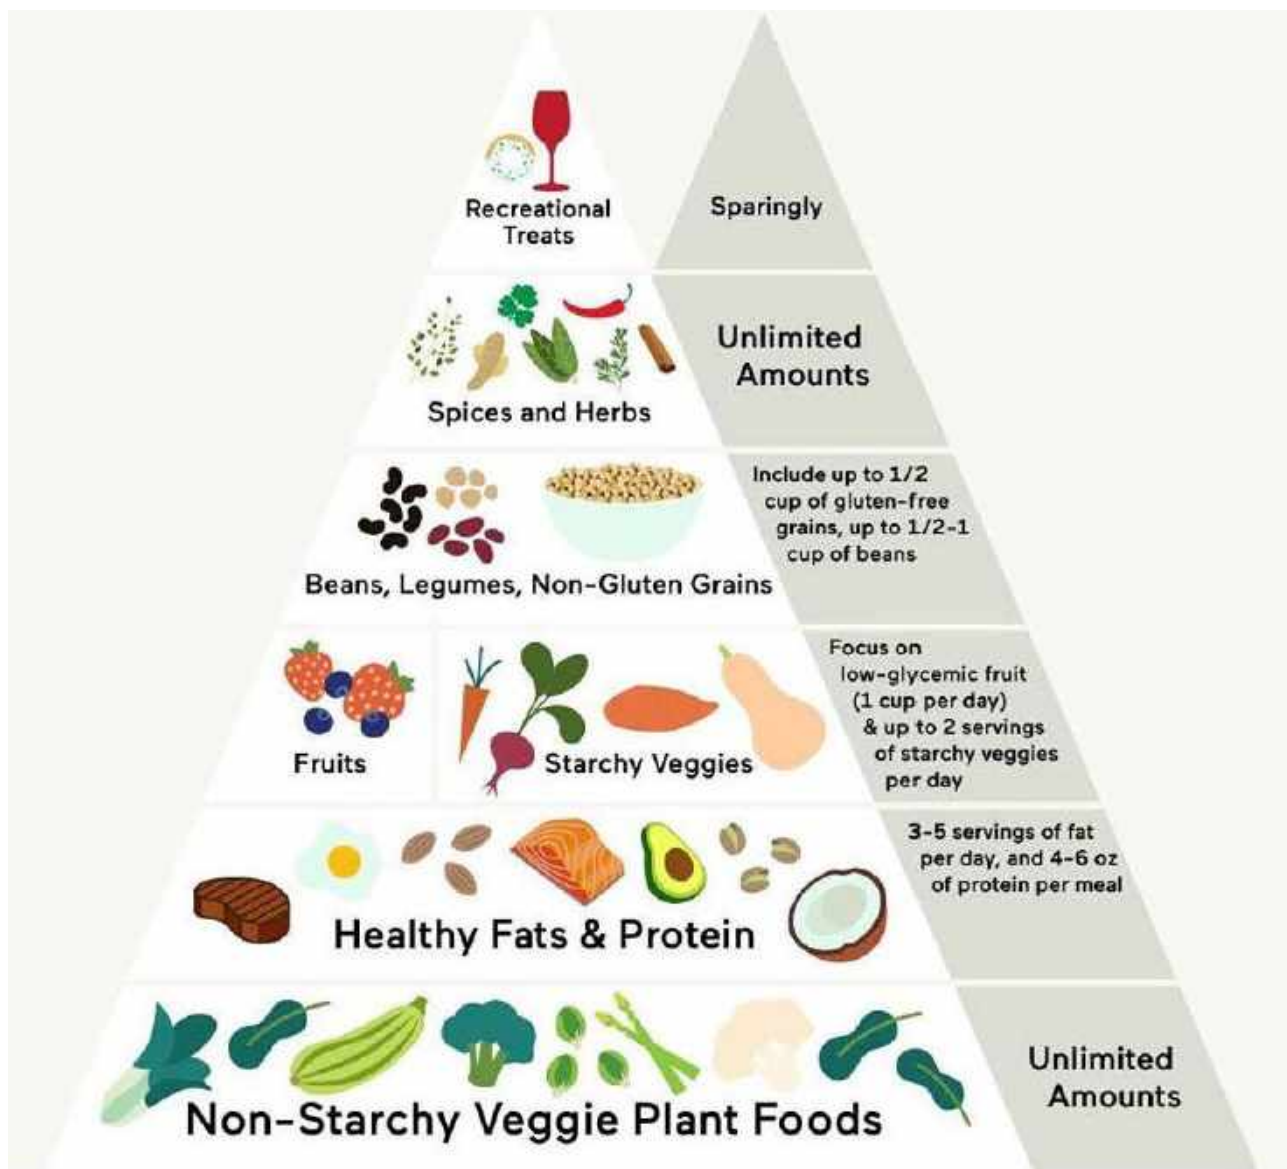 Recreational
Treats
Sparingly
Spices and Herbs
Unlimited
Amounts
Beans, Legumes, Non-Gluten Grains
Include up to 1/2
cup of gluten-free
grains, up to 1/2-1
cup of beans
Fruits
Starchy Veggies
Focus on
low-glycemic fruit
(1 cup per day)
& up to 2 servings
of starchy veggies
per day
Healthy Fats & Protein
3-5 servings of fat
per day, and 4-6 oz
of protein per meal
Non-Starchy Veggie Plant Foods
Unlimited
Amounts